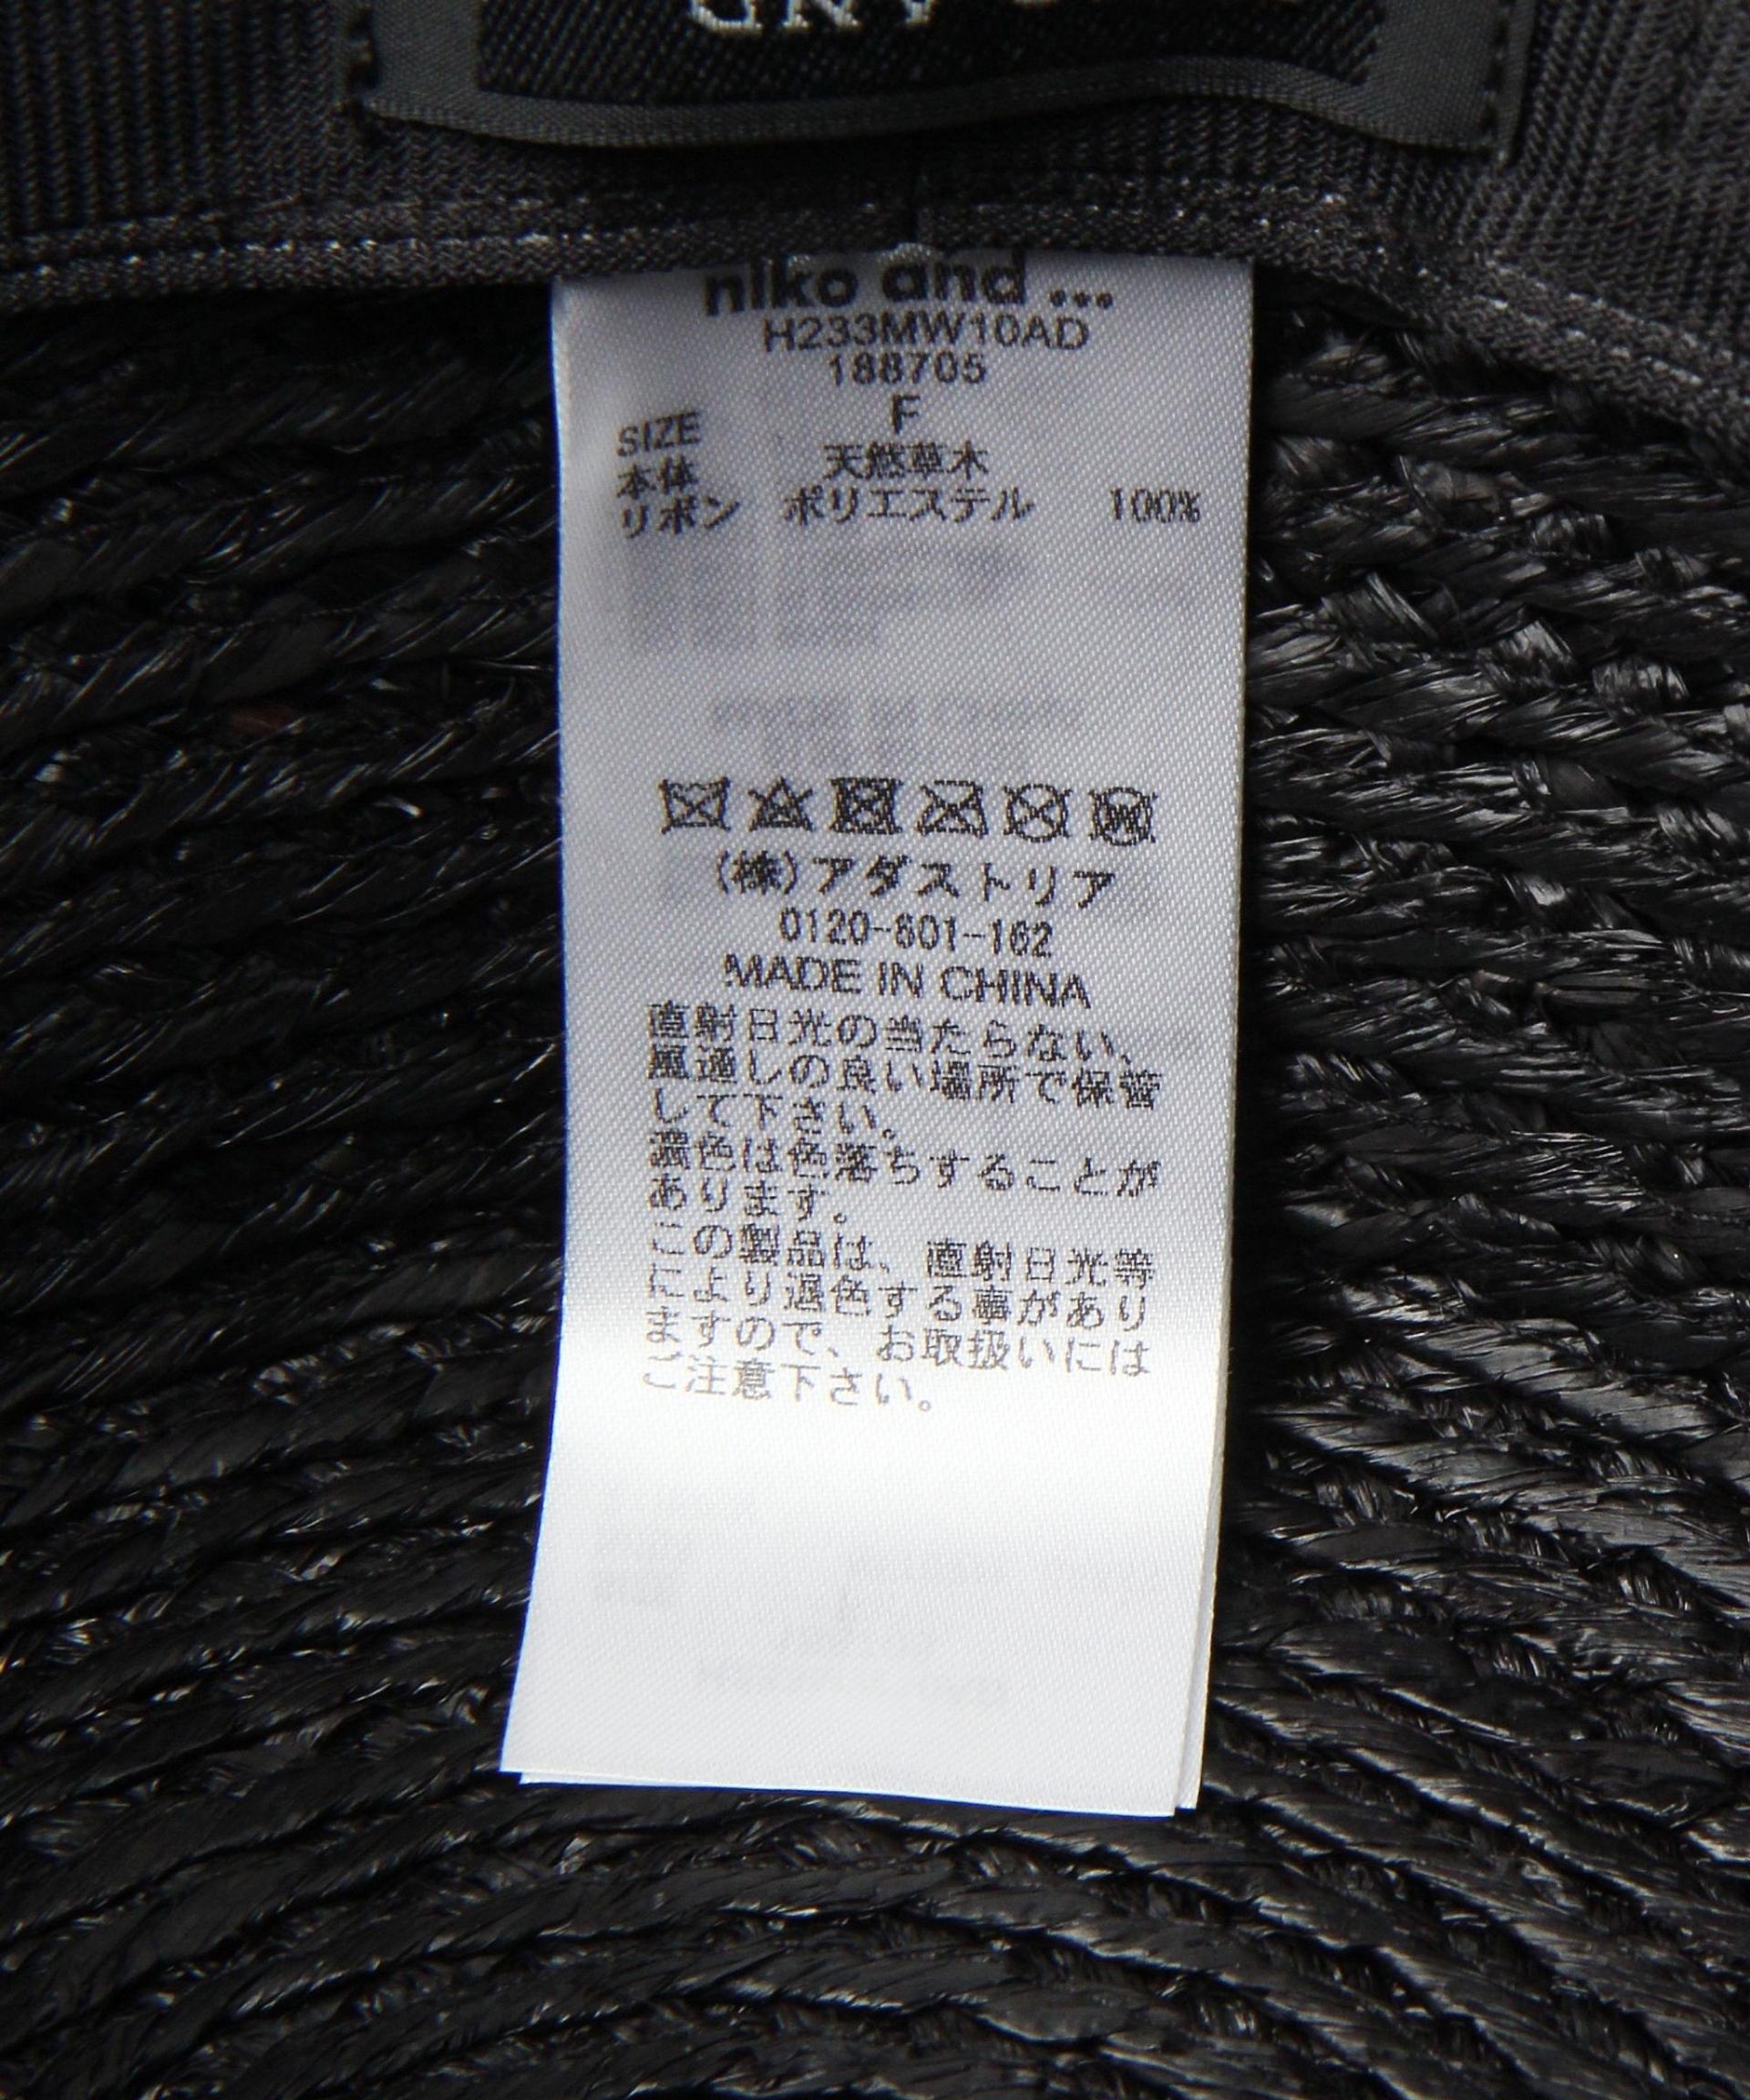 AND
niko and ...
H233MW10AD
188705
SIZE F
本体 天然草木
リボン ポリエステル 100%
(株)アダストリア
0120-601-162
MADE IN CHINA
直射日光の当たらない、
風通しの良い場所で保管
して下さい。
濃色は色落ちすることが
あります。
この製品は、直射日光等
により退色する事があり
ますので、お取扱いには
ご注意下さい。